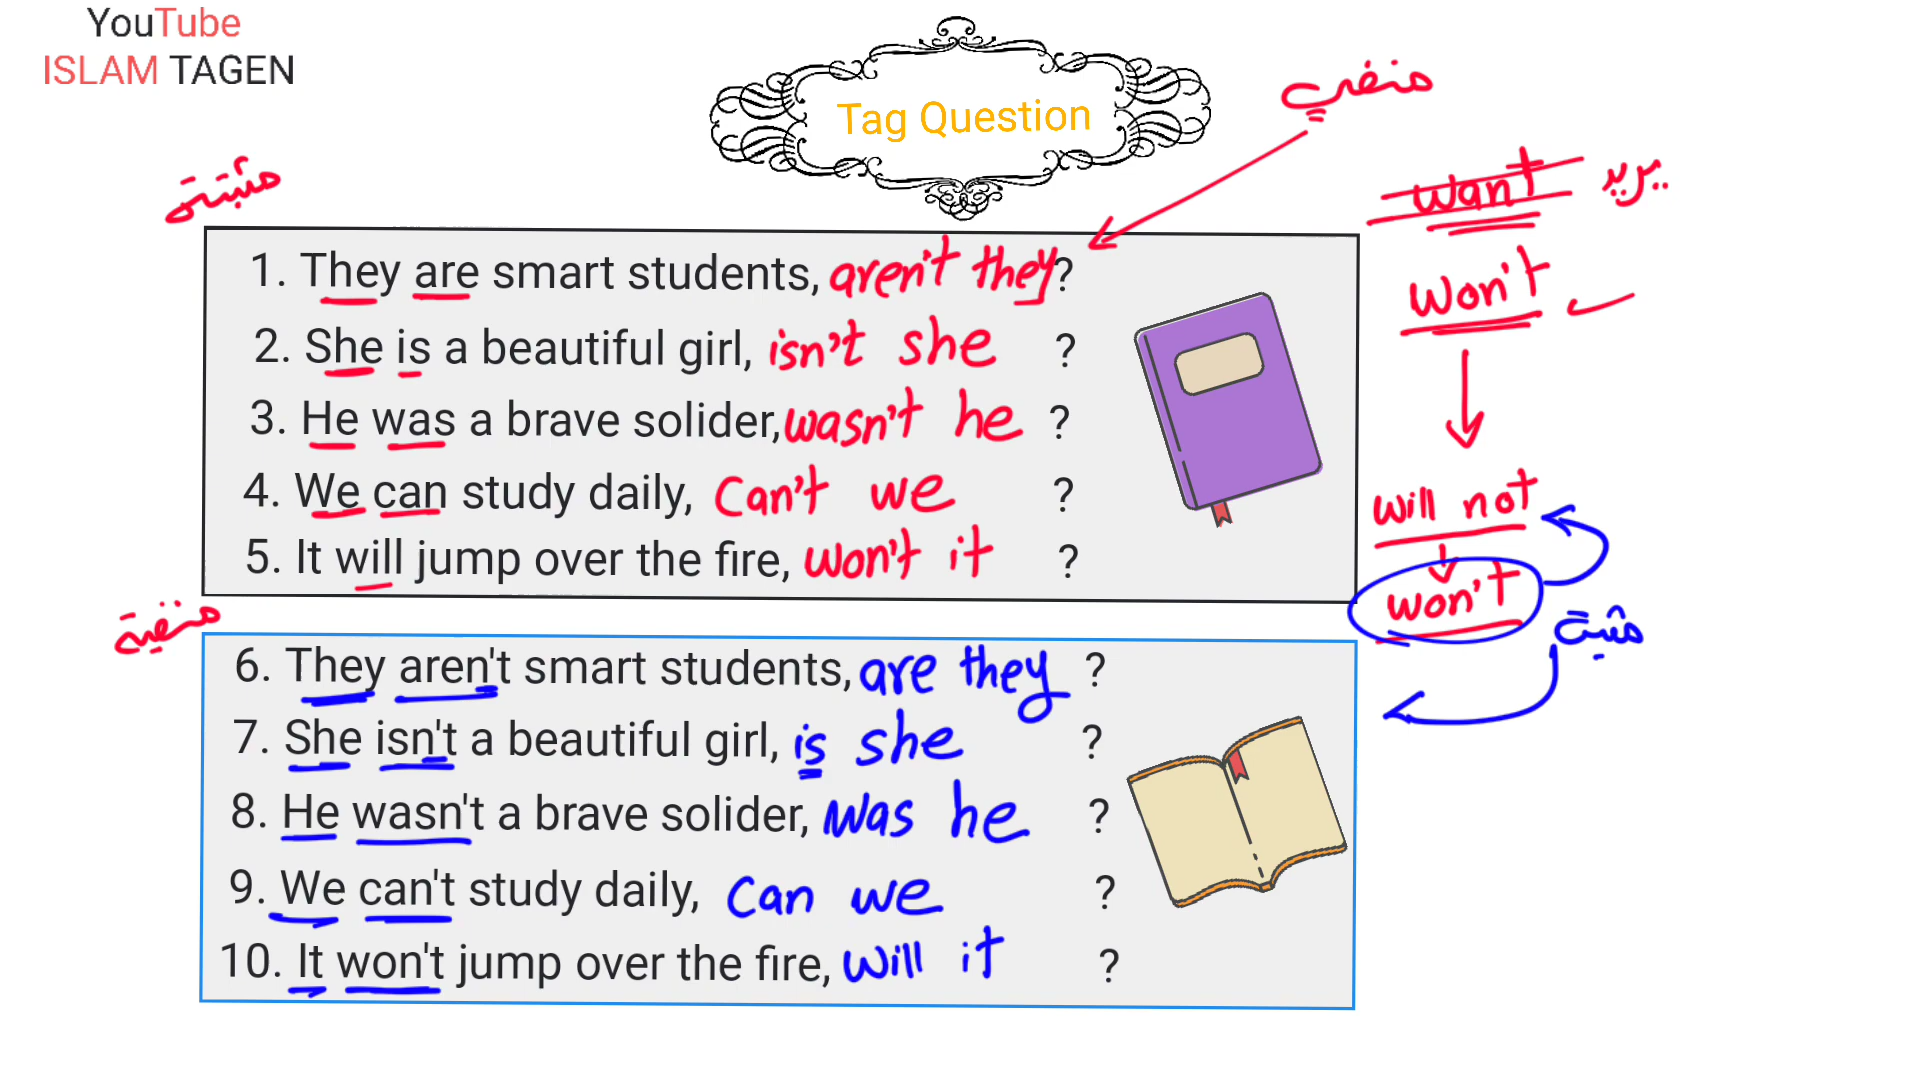 YouTube
ISLAM TAGEN
Tag Question
منفي
مثبتة
want يريد
won't
1. They are smart students, aren't they?
2. She is a beautiful girl, isn't she ?
3. He was a brave solider, wasn't he ?
4. We can study daily, Can't we ?
5. It will jump over the fire, won't it ?
will not
won't
منفية
مثبتة
6. They aren't smart students, are they ?
7. She isn't a beautiful girl, is she ?
8. He wasn't a brave solider, was he ?
9. We can't study daily, Can we ?
10. It won't jump over the fire, will it ?